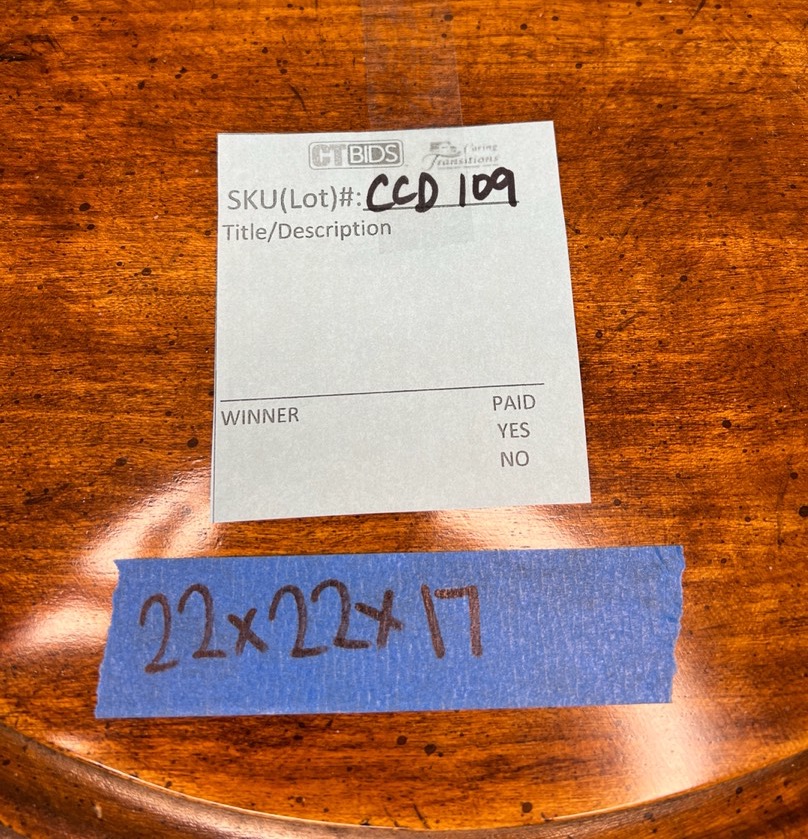 CTBIDS Caring
Transitions
SKU(Lot)#: CCD 109
Title/Description
WINNER PAID
YES
NO
22x22x17